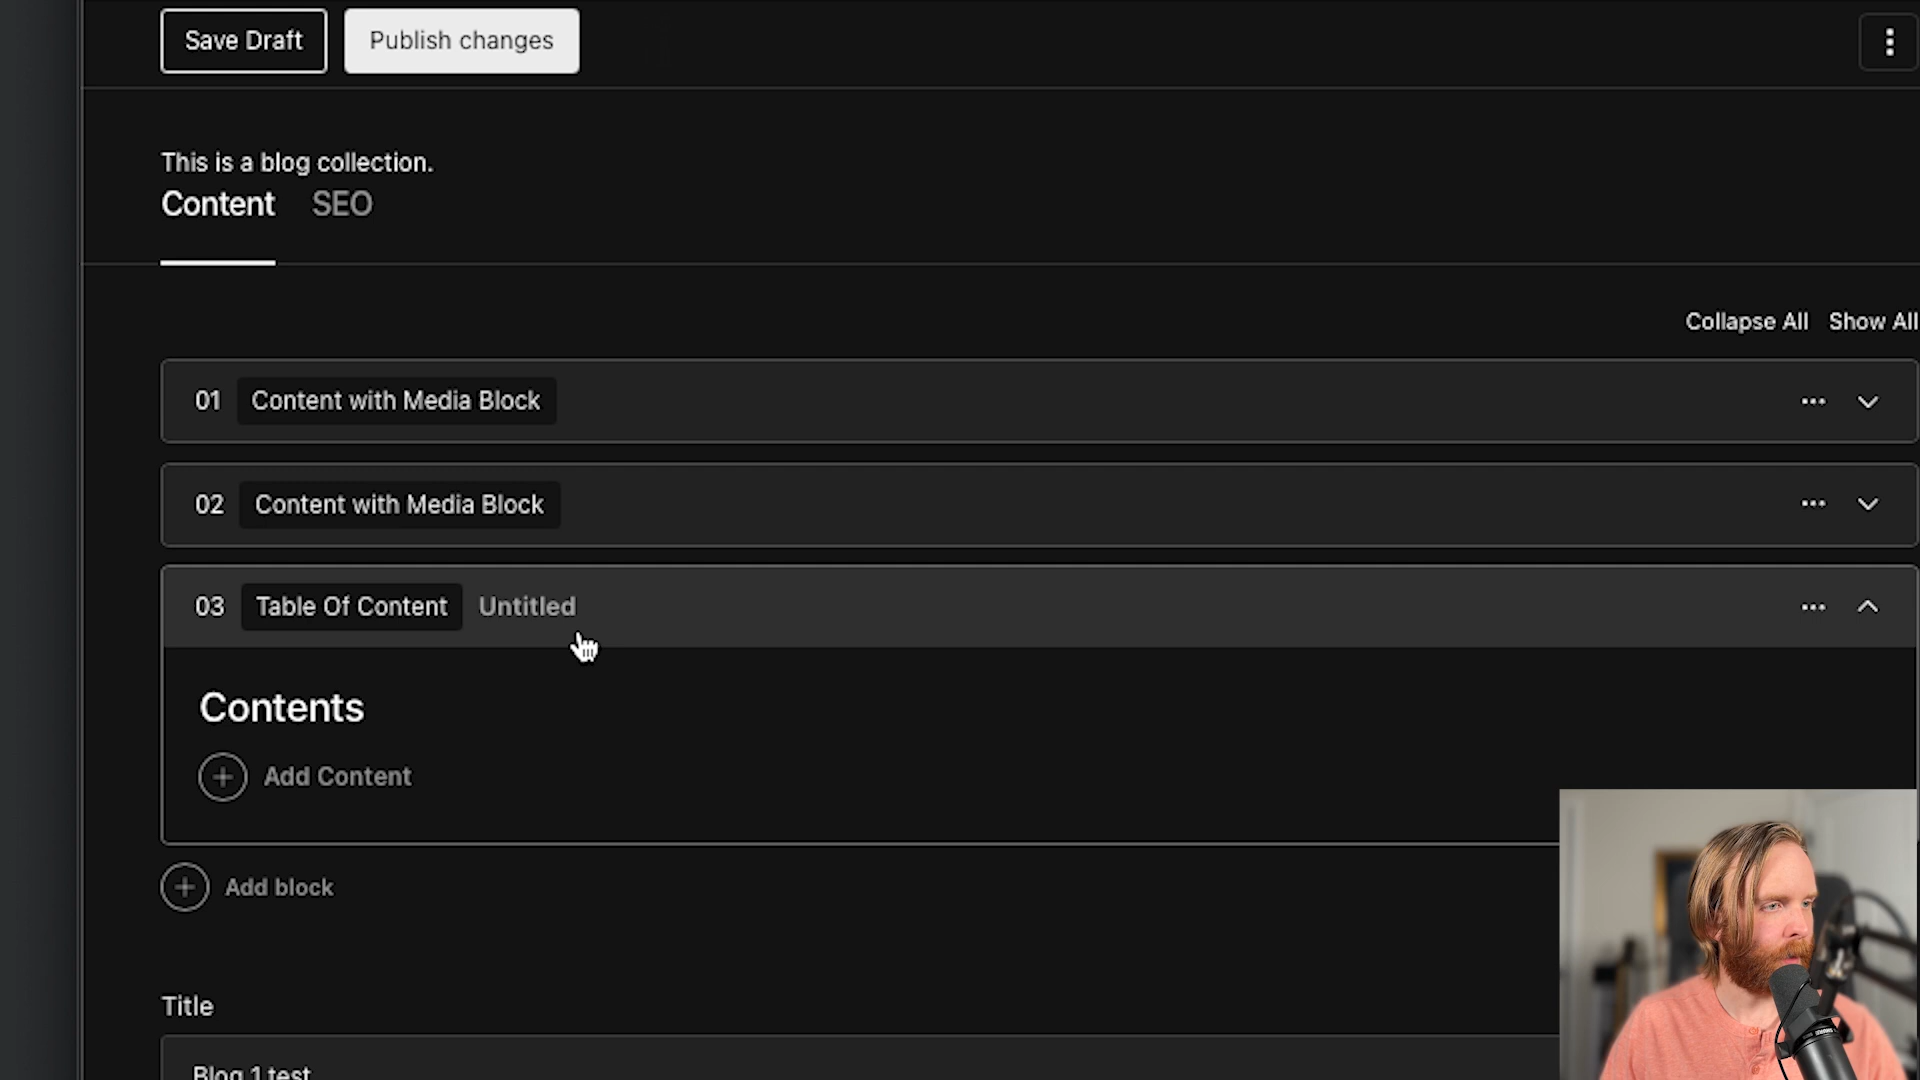 Save Draft Publish changes
This is a blog collection.
Content SEO
Collapse All Show All
01 Content with Media Block
02 Content with Media Block
03 Table Of Content Untitled
Contents
Add Content
Add block
Title
Blog 1 test